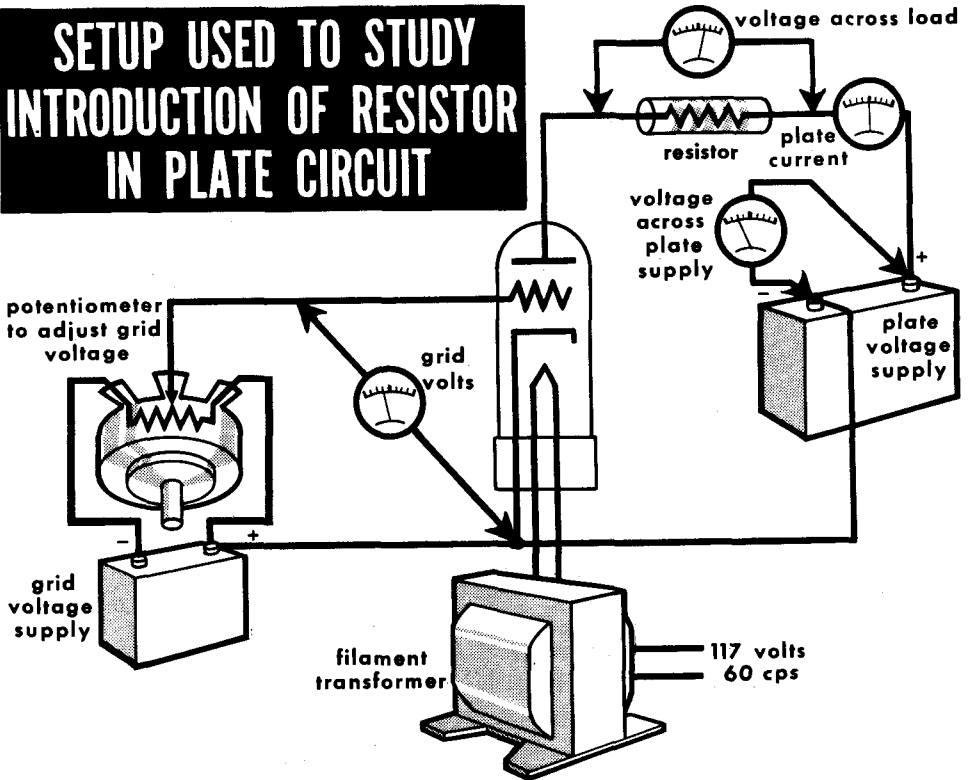 SETUP USED TO STUDY
INTRODUCTION OF RESISTOR
IN PLATE CIRCUIT
voltage across load
resistor
plate
current
voltage
across
plate
supply
+
−
plate
voltage
supply
potentiometer
to adjust grid
voltage
grid
volts
−
+
grid
voltage
supply
filament
transformer
117 volts
60 cps